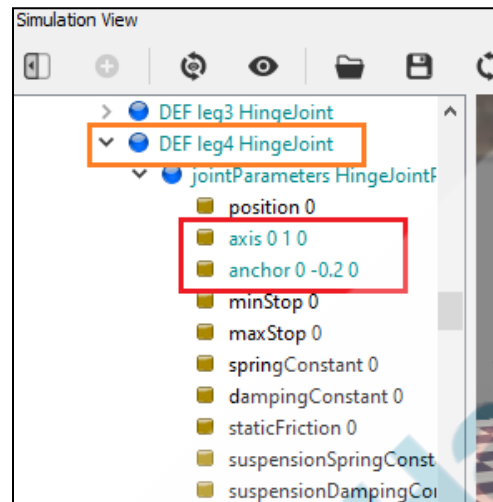 Simulation View
DEF leg3 HingeJoint
DEF leg4 HingeJoint
jointParameters HingeJointP
position 0
axis 0 1 0
anchor 0 -0.2 0
minStop 0
maxStop 0
springConstant 0
dampingConstant 0
staticFriction 0
suspensionSpringConst
suspensionDampingCor